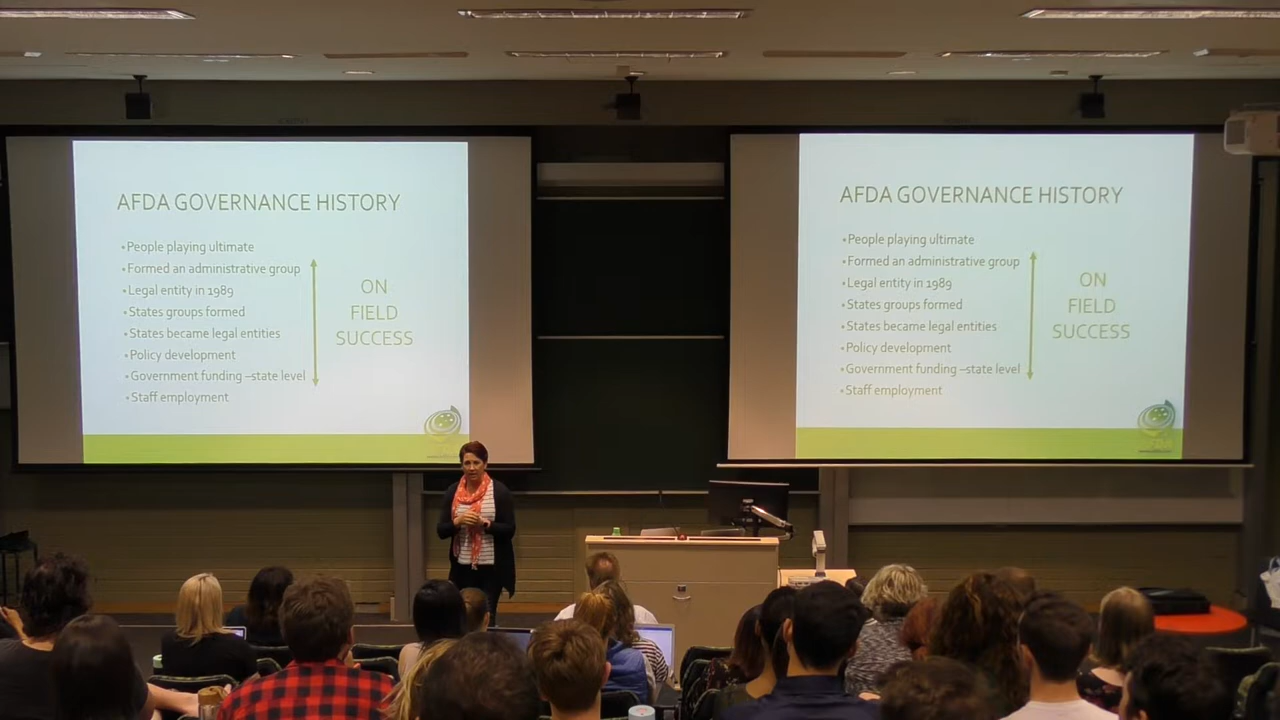 AFDA GOVERNANCE HISTORY
•People playing ultimate
•Formed an administrative group
•Legal entity in 1989
•States groups formed
•States became legal entities
•Policy development
•Government funding –state level
•Staff employment
ON
FIELD
SUCCESS
AFDA GOVERNANCE HISTORY
•People playing ultimate
•Formed an administrative group
•Legal entity in 1989
•States groups formed
•States became legal entities
•Policy development
•Government funding –state level
•Staff employment
ON
FIELD
SUCCESS